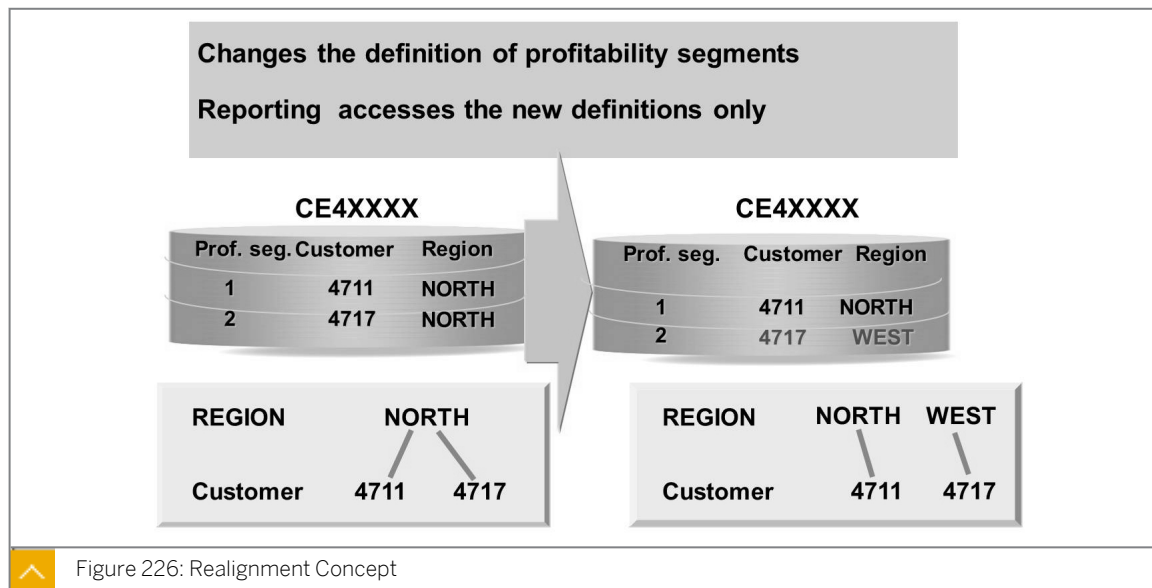 Changes the definition of profitability segments
Reporting accesses the new definitions only
CE4XXXX
Prof. seg. Customer Region
1 4711 NORTH
2 4717 NORTH
CE4XXXX
Prof. seg. Customer Region
1 4711 NORTH
2 4717 WEST
REGION NORTH
Customer 4711 4717
REGION NORTH WEST
Customer 4711 4717
Figure 226: Realignment Concept